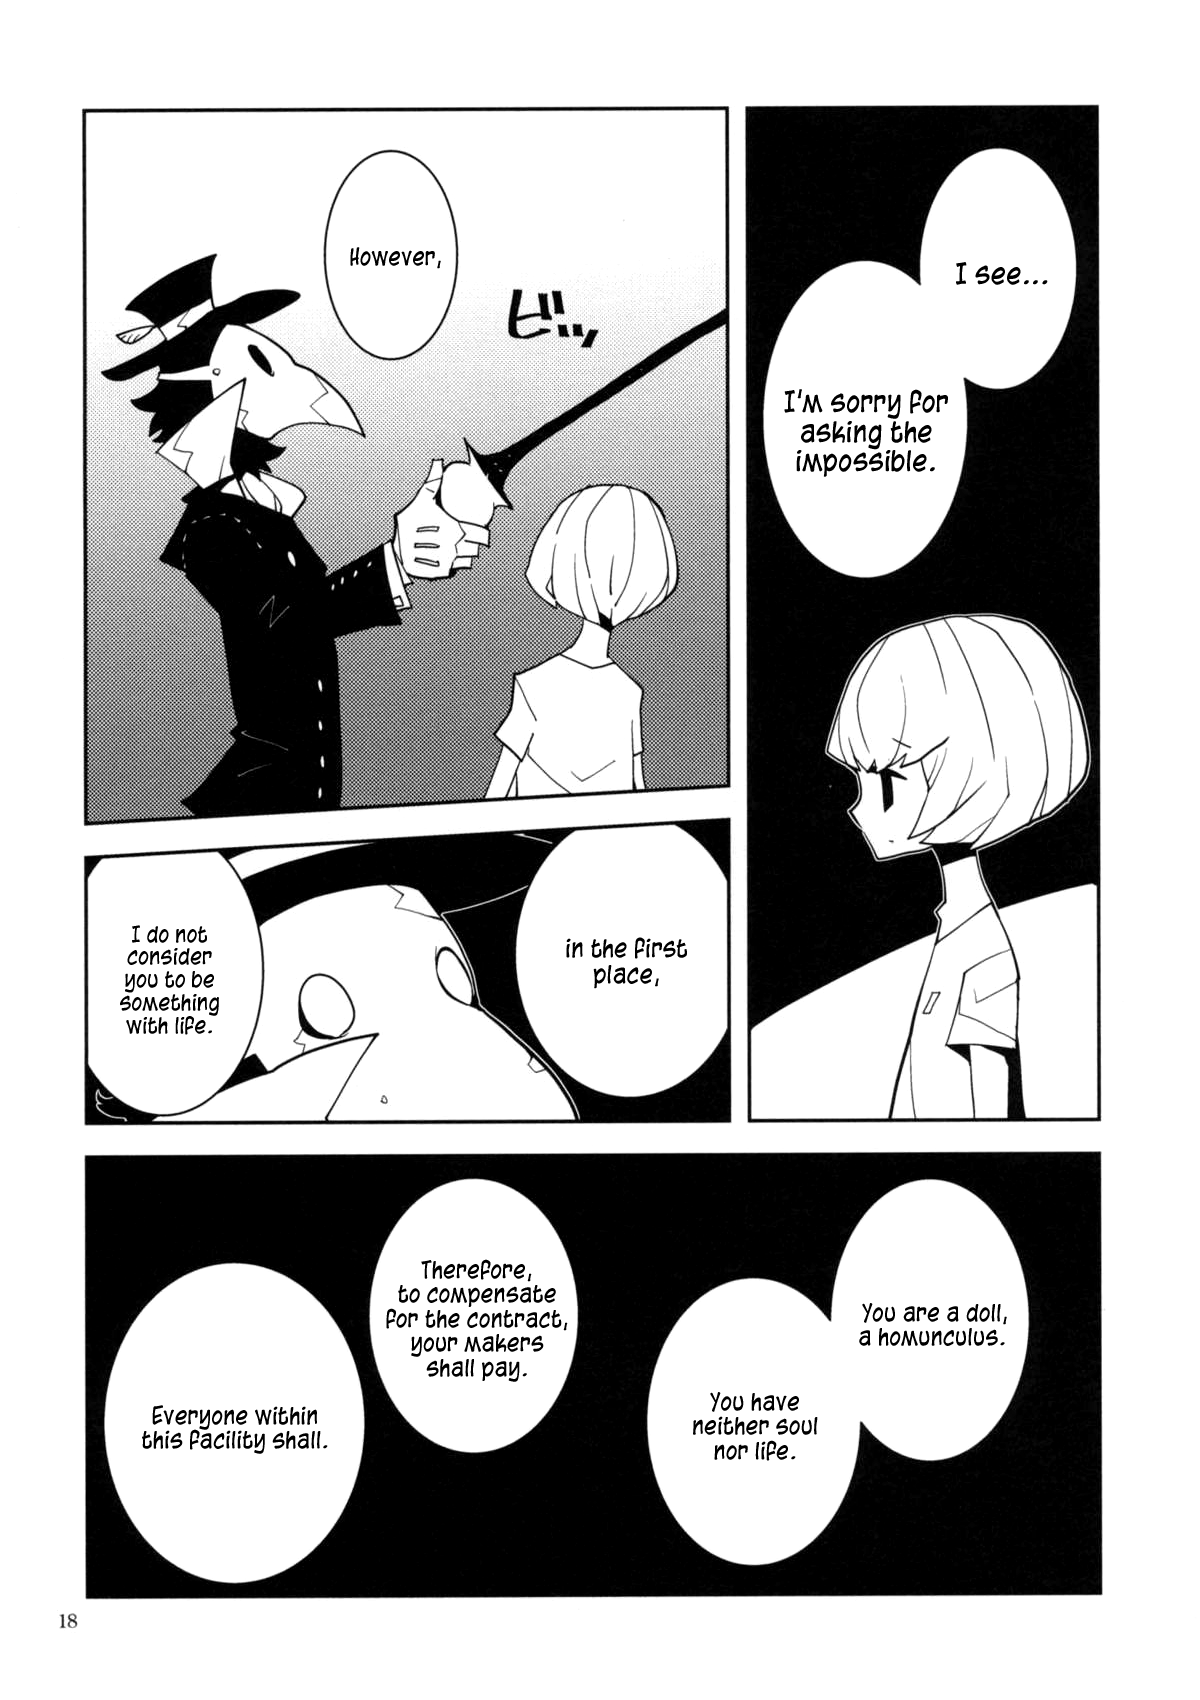 I see...
I'm sorry for
asking the
impossible.
However,
ビッ
in the first
place,
I do not
consider
you to be
something
with life.
You are a doll,
a homunculus.
You have
neither soul
nor life.
Therefore,
to compensate
for the contract,
your makers
shall pay.
Everyone within
this facility shall.
18